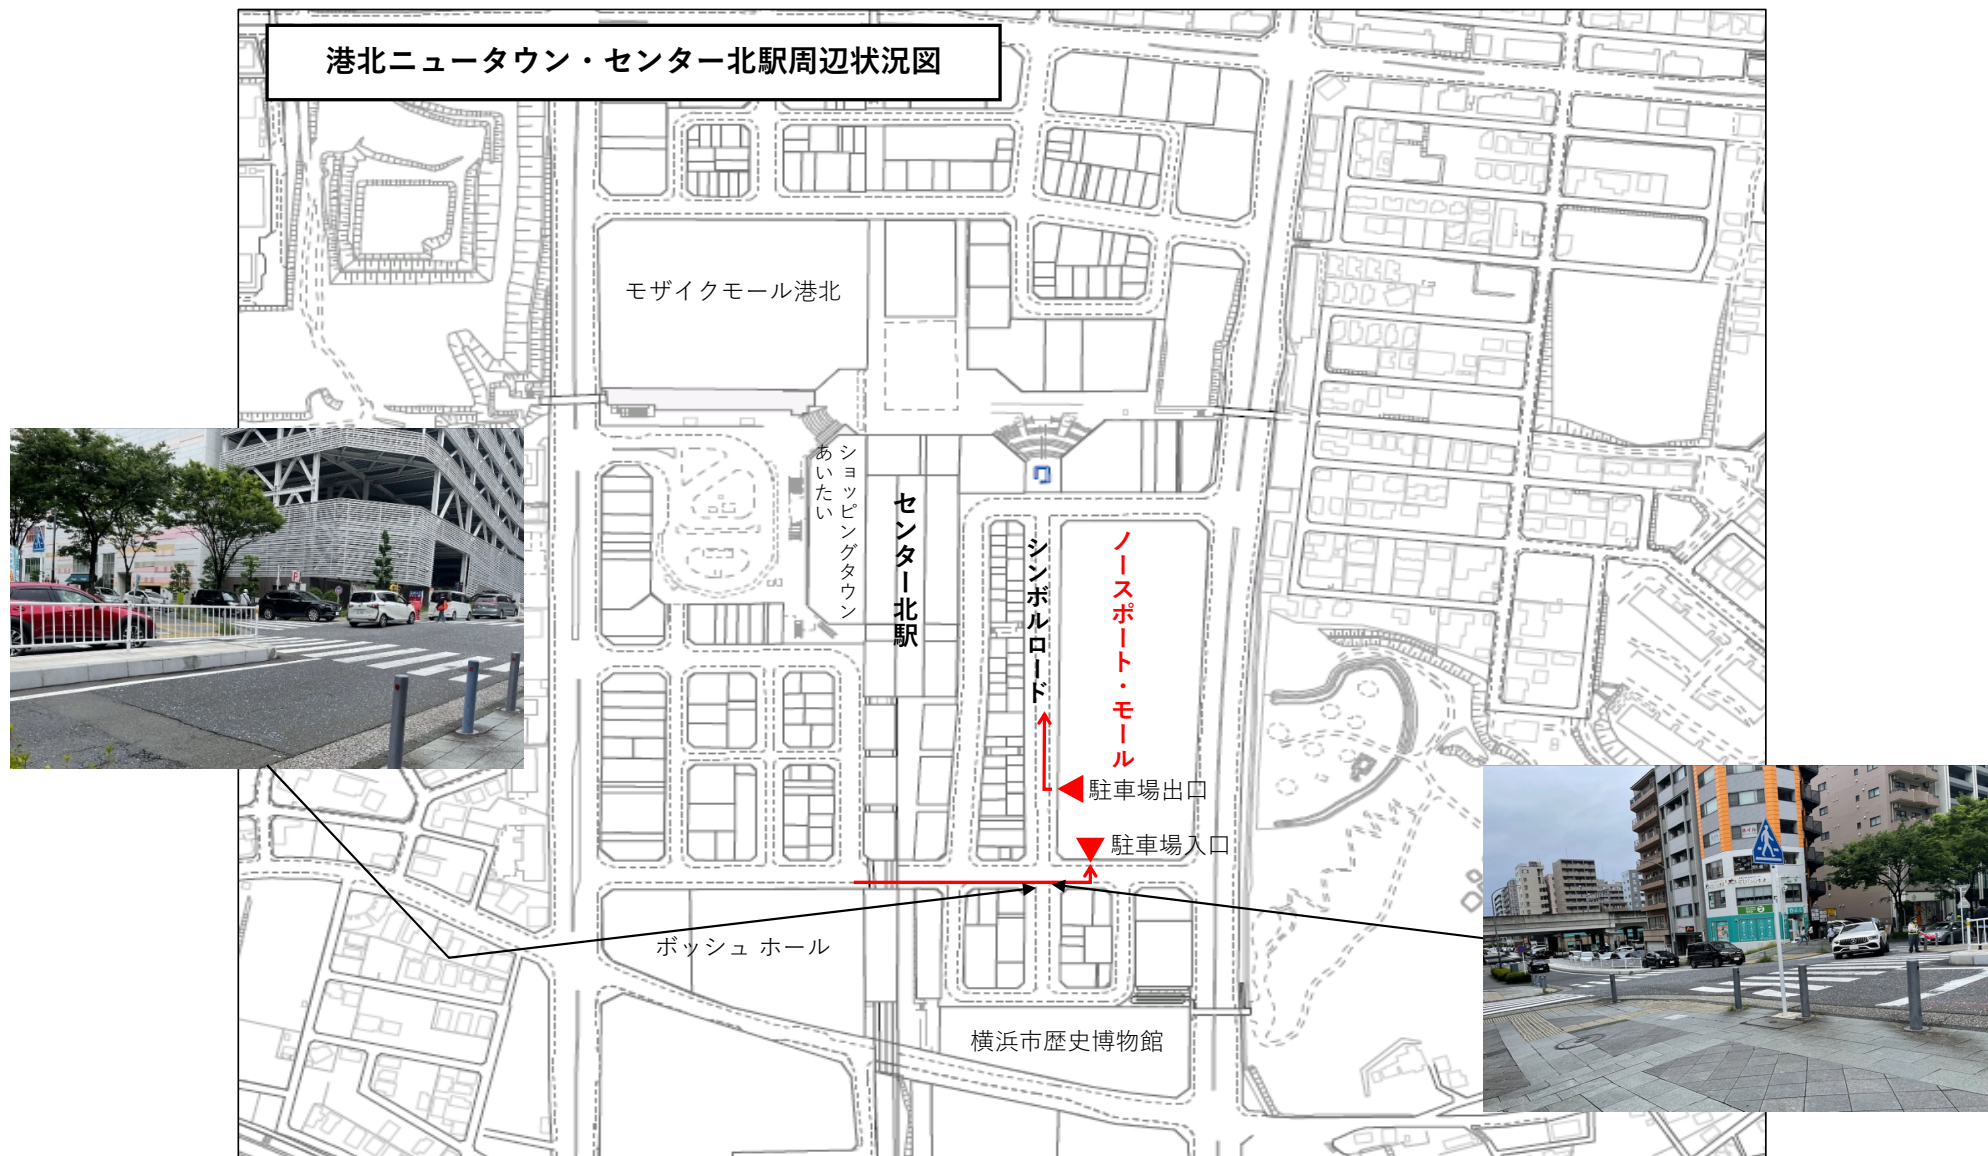 港北ニュータウン・センター北駅周辺状況図
モザイクモール港北
ショッピングタウン
あいたい
センター北駅
シンボルロード
ノースポート・モール
駐車場出口
駐車場入口
ボッシュ ホール
横浜市歴史博物館
P